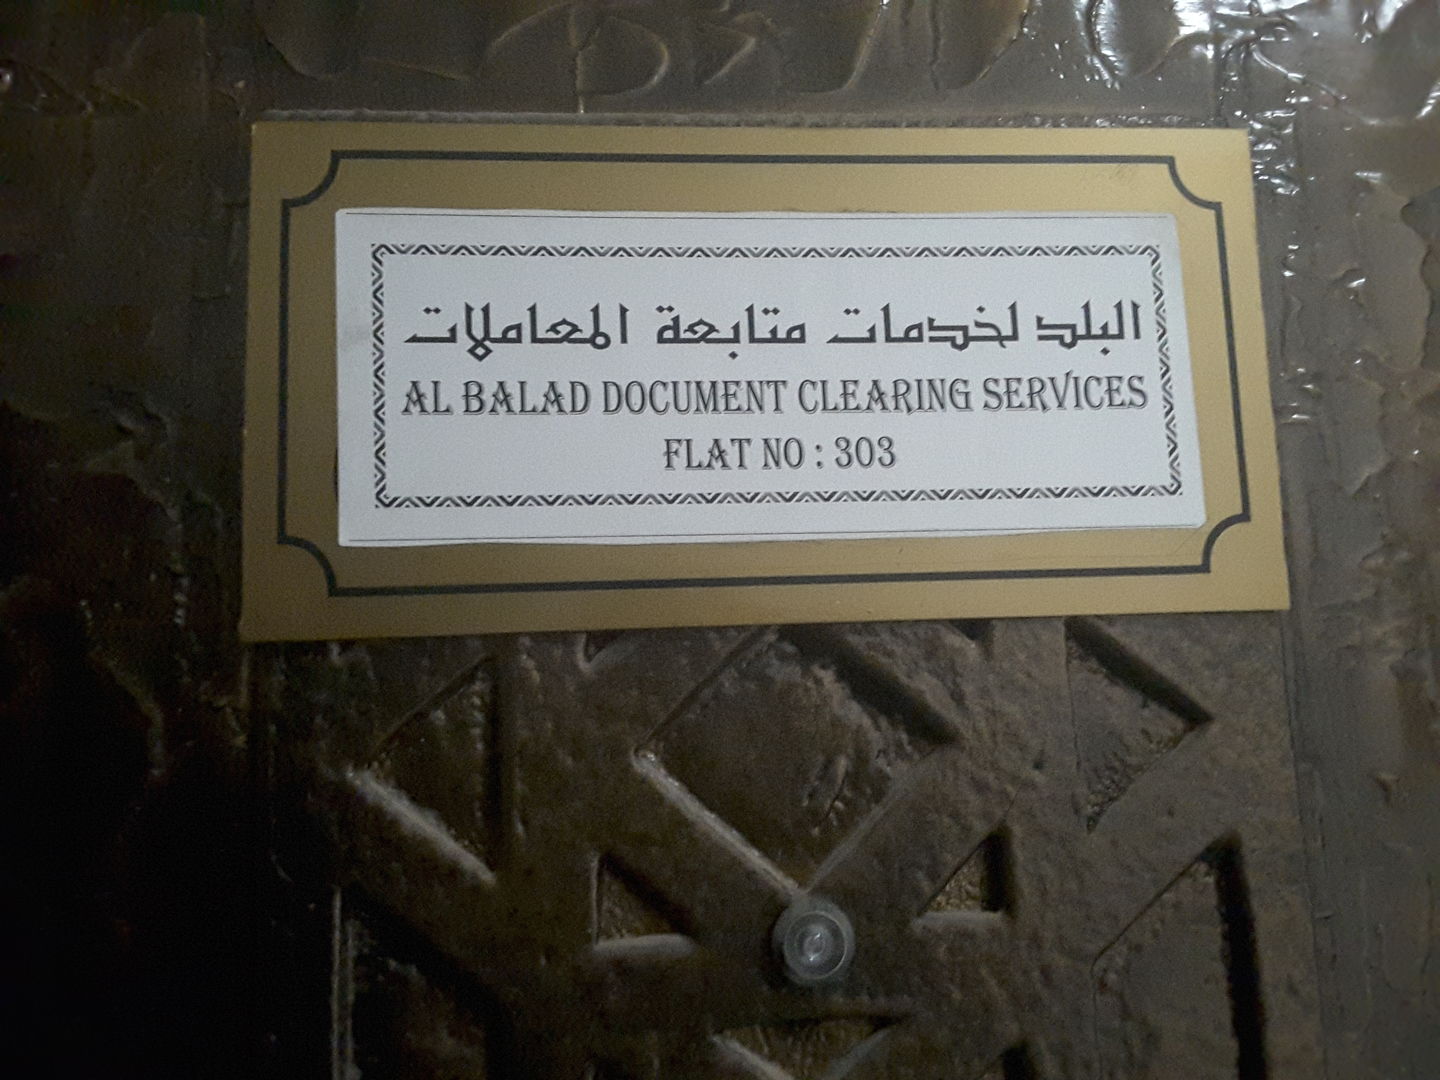 البلد لخدمات متابعة المعاملات
AL BALAD DOCUMENT CLEARING SERVICES
FLAT NO : 303